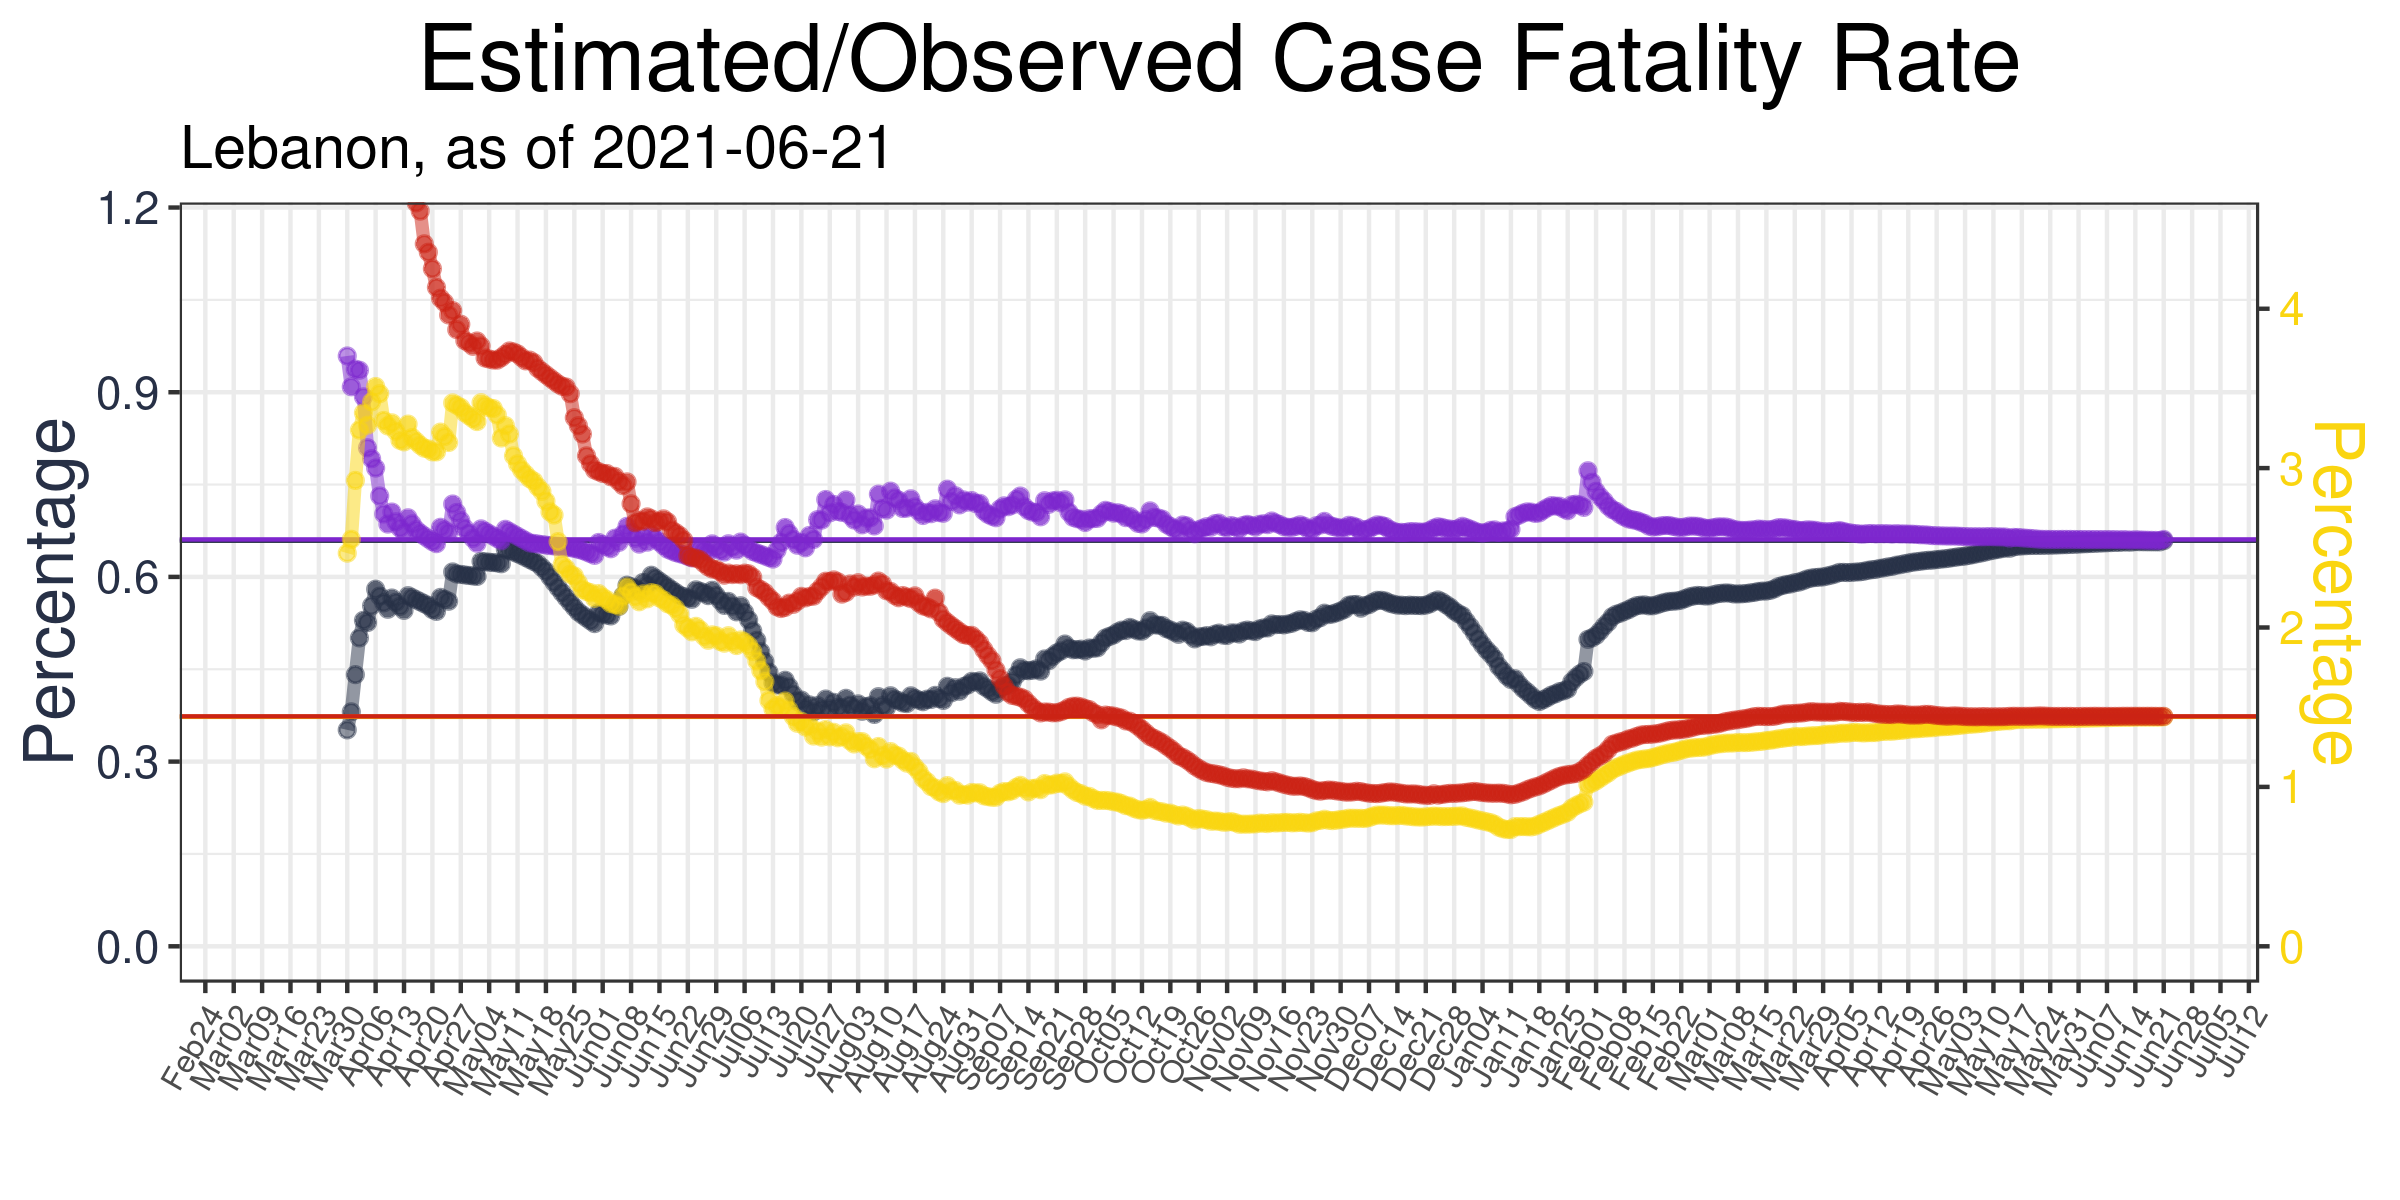 Estimated/Observed Case Fatality Rate
Lebanon, as of 2021-06-21
Percentage
1.2
0.9
0.6
0.3
0.0
4
3
2
1
0
Percentage
Feb24
Mar02
Mar09
Mar16
Mar23
Mar30
Apr06
Apr13
Apr20
Apr27
May04
May11
May18
May25
Jun01
Jun08
Jun15
Jun22
Jun29
Jul06
Jul13
Jul20
Jul27
Aug03
Aug10
Aug17
Aug24
Aug31
Sep07
Sep14
Sep21
Sep28
Oct05
Oct12
Oct19
Oct26
Nov02
Nov09
Nov16
Nov23
Nov30
Dec07
Dec14
Dec21
Dec28
Jan04
Jan11
Jan18
Jan25
Feb01
Feb08
Feb15
Feb22
Mar01
Mar08
Mar15
Mar22
Mar29
Apr05
Apr12
Apr19
Apr26
May03
May10
May17
May24
May31
May07
Jun14
Jun21
Jun28
Jul05
Jul12